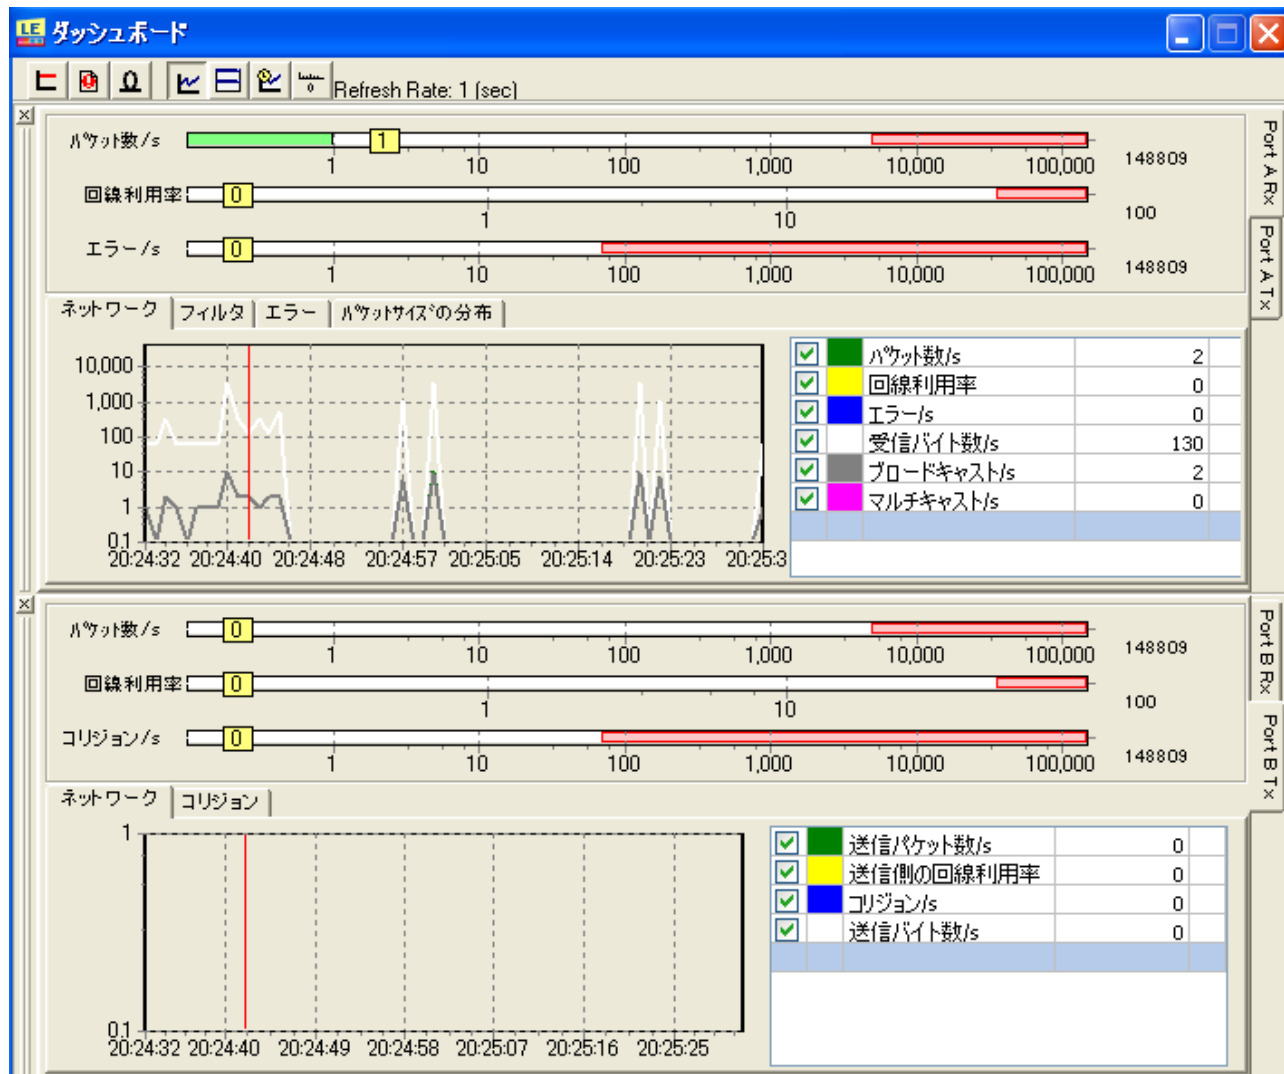 LE ダッシュボード
Refresh Rate: 1 (sec)
パケット数/s 1 148809
1 10 100 1,000 10,000 100,000
回線利用率 0 100
1 10
エラー/s 0 148809
1 10 100 1,000 10,000 100,000
Port A Rx
Port A Tx
ネットワーク フィルタ エラー パケットサイズの分布
10,000
1,000
100
10
1
0.1
20:24:32 20:24:40 20:24:48 20:24:57 20:25:05 20:25:14 20:25:23 20:25:3
パケット数/s 2
回線利用率 0
エラー/s 0
受信バイト数/s 130
ブロードキャスト/s 2
マルチキャスト/s 0
パケット数/s 0 148809
1 10 100 1,000 10,000 100,000
回線利用率 0 100
1 10
コリジョン/s 0 148809
1 10 100 1,000 10,000 100,000
Port B Rx
Port B Tx
ネットワーク コリジョン
1
0.1
20:24:32 20:24:40 20:24:49 20:24:58 20:25:07 20:25:16 20:25:25
送信パケット数/s 0
送信側の回線利用率 0
コリジョン/s 0
送信バイト数/s 0